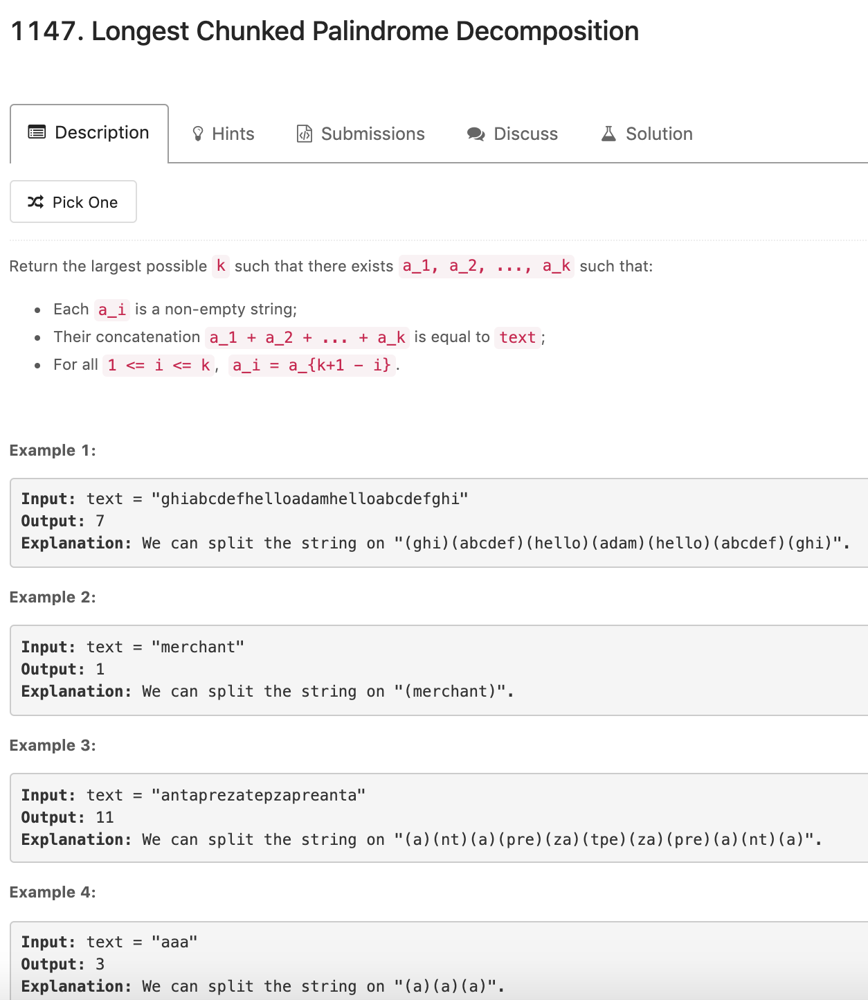 1147. Longest Chunked Palindrome Decomposition
Description Hints Submissions Discuss Solution
Pick One
Return the largest possible k such that there exists a_1, a_2, ..., a_k such that:
• Each a_i is a non-empty string;
• Their concatenation a_1 + a_2 + ... + a_k is equal to text;
• For all 1 <= i <= k, a_i = a_{k+1 - i}.
Example 1:
Input: text = "ghiabcdefhelloadamhelloabcdefghi"
Output: 7
Explanation: We can split the string on "(ghi)(abcdef)(hello)(adam)(hello)(abcdef)(ghi)".
Example 2:
Input: text = "merchant"
Output: 1
Explanation: We can split the string on "(merchant)".
Example 3:
Input: text = "antaprezatepzapreanta"
Output: 11
Explanation: We can split the string on "(a)(nt)(a)(pre)(za)(tpe)(za)(pre)(a)(nt)(a)".
Example 4:
Input: text = "aaa"
Output: 3
Explanation: We can split the string on "(a)(a)(a)".